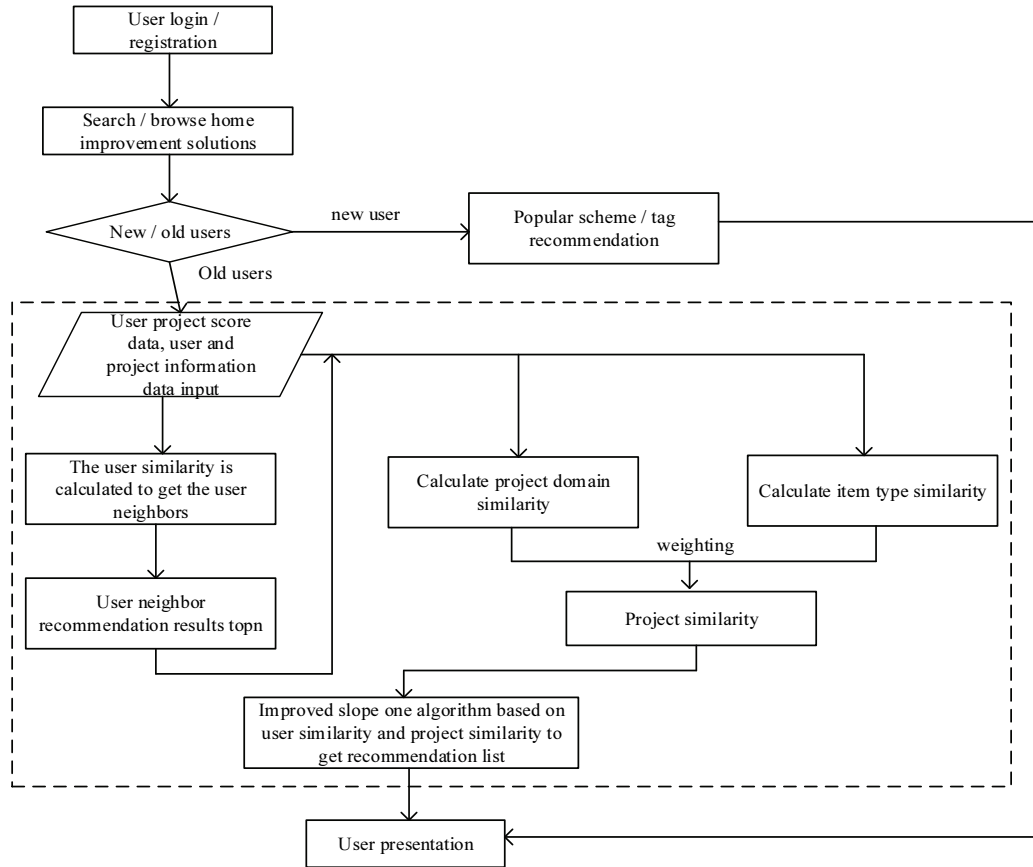 User login /
registration
Search / browse home
improvement solutions
New / old users
new user
Popular scheme / tag
recommendation
Old users
User project score
data, user and
project information
data input
The user similarity is
calculated to get the user
neighbors
Calculate project domain
similarity
Calculate item type similarity
weighting
User neighbor
recommendation results topn
Project similarity
Improved slope one algorithm based on
user similarity and project similarity to
get recommendation list
User presentation